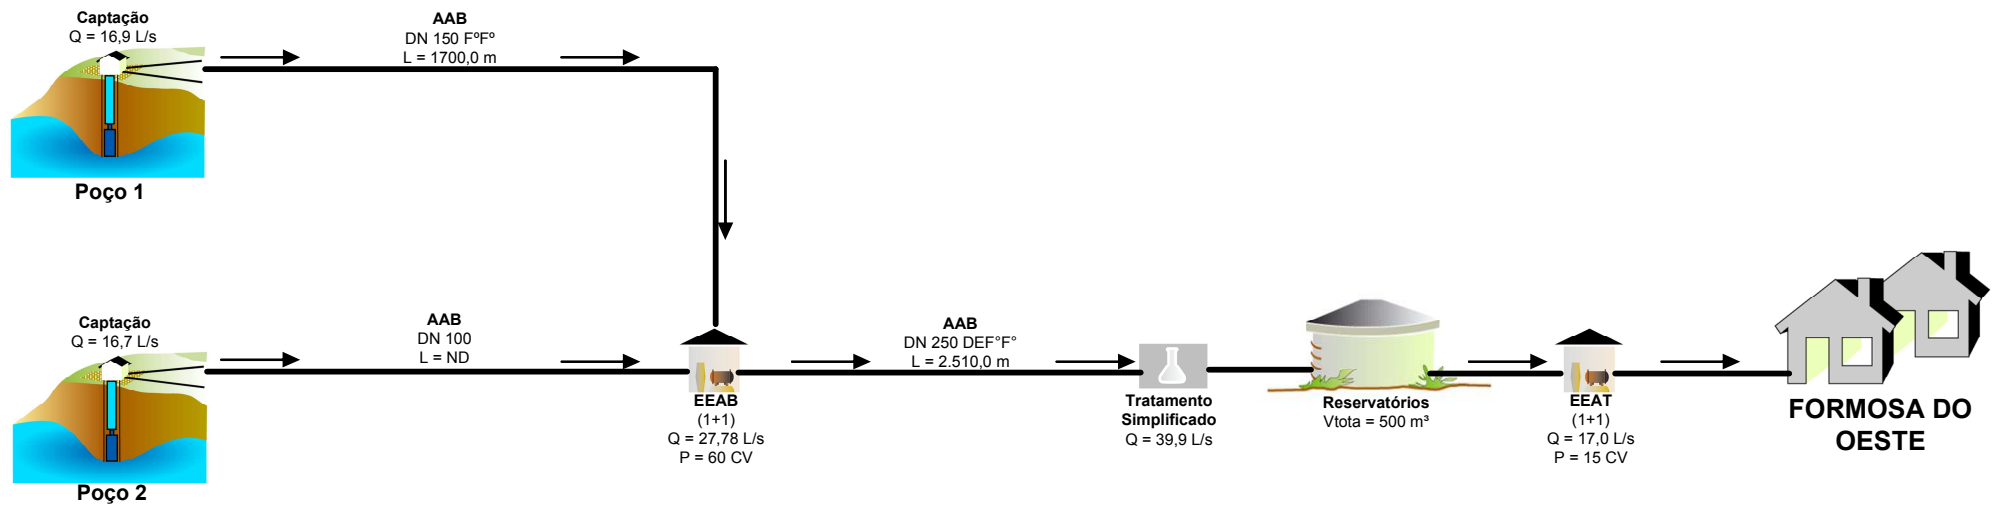 Captação
Q = 16,9 L/s
Poço 1
AAB
DN 150 FºFº
L = 1700,0 m
Captação
Q = 16,7 L/s
Poço 2
AAB
DN 100
L = ND
EEAB
(1+1)
Q = 27,78 L/s
P = 60 CV
AAB
DN 250 DEF°F°
L = 2.510,0 m
Tratamento
Simplificado
Q = 39,9 L/s
Reservatórios
Vtota = 500 m³
EEAT
(1+1)
Q = 17,0 L/s
P = 15 CV
FORMOSA DO
OESTE